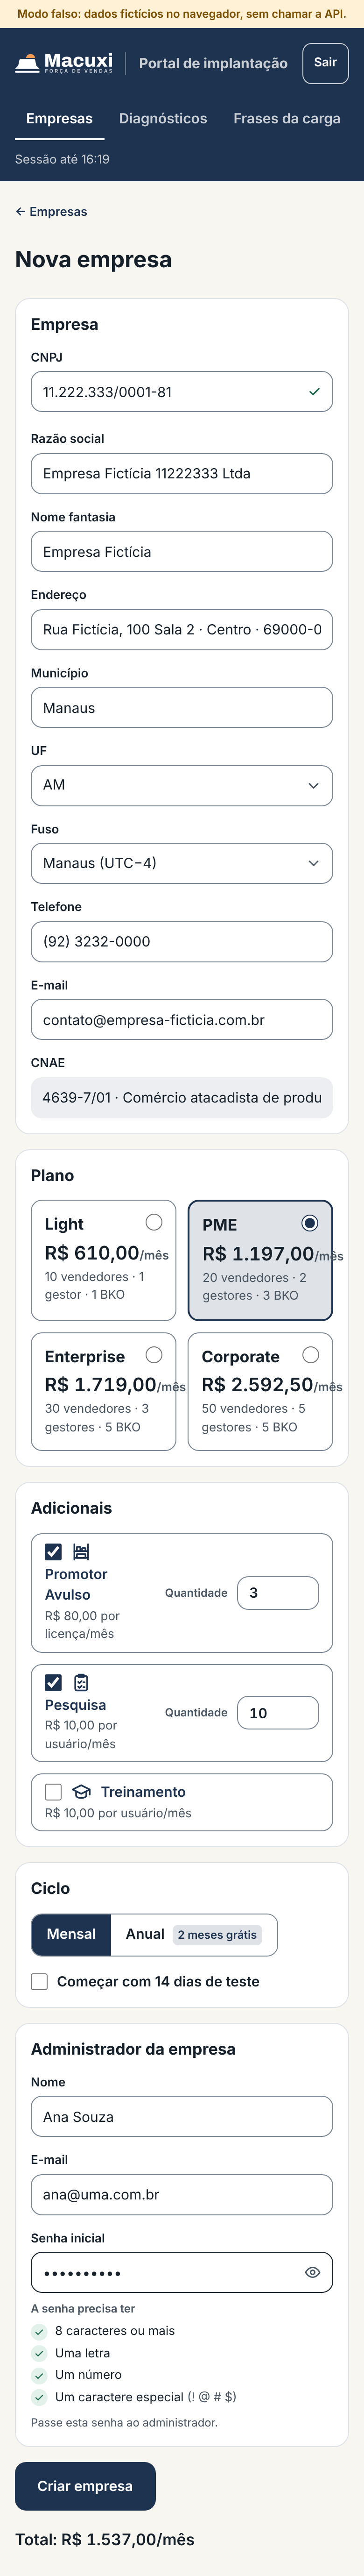 Modo falso: dados fictícios no navegador, sem chamar a API.
Macuxi
FORÇA DE VENDAS
Portal de implantação
Sair
Empresas
Diagnósticos
Frases da carga
Sessão até 16:19
← Empresas
Nova empresa
Empresa
CNPJ
11.222.333/0001-81
Razão social
Empresa Fictícia 11222333 Ltda
Nome fantasia
Empresa Fictícia
Endereço
Rua Fictícia, 100 Sala 2 · Centro · 69000-0
Município
Manaus
UF
AM
Fuso
Manaus (UTC−4)
Telefone
(92) 3232-0000
E-mail
contato@empresa-ficticia.com.br
CNAE
4639-7/01 · Comércio atacadista de produ
Plano
Light
R$ 610,00/mês
10 vendedores · 1
gestor · 1 BKO
PME
R$ 1.197,00/mês
20 vendedores · 2
gestores · 3 BKO
Enterprise
R$ 1.719,00/mês
30 vendedores · 3
gestores · 5 BKO
Corporate
R$ 2.592,50/mês
50 vendedores · 5
gestores · 5 BKO
Adicionais
Promotor
Avulso
R$ 80,00 por
licença/mês
Quantidade
3
Pesquisa
R$ 10,00 por
usuário/mês
Quantidade
10
Treinamento
R$ 10,00 por usuário/mês
Ciclo
Mensal
Anual
2 meses grátis
Começar com 14 dias de teste
Administrador da empresa
Nome
Ana Souza
E-mail
ana@uma.com.br
Senha inicial
••••••••••
A senha precisa ter
8 caracteres ou mais
Uma letra
Um número
Um caractere especial (! @ # $)
Passe esta senha ao administrador.
Criar empresa
Total: R$ 1.537,00/mês